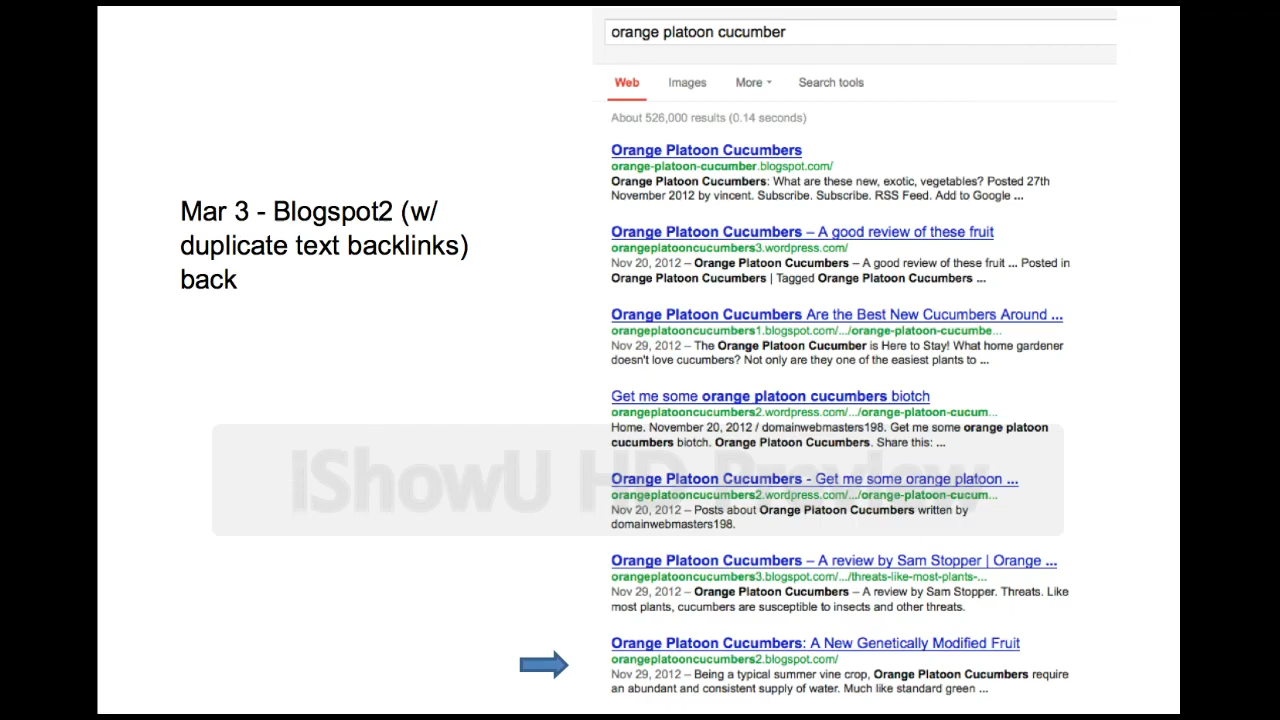 orange platoon cucumber
Web Images More Search tools
About 526,000 results (0.14 seconds)
Orange Platoon Cucumbers
orange-platoon-cucumber.blogspot.com/
Orange Platoon Cucumbers: What are these new, exotic, vegetables? Posted 27th
November 2012 by vincent. Subscribe. Subscribe. RSS Feed. Add to Google ...
Mar 3 - Blogspot2 (w/
duplicate text backlinks)
back
Orange Platoon Cucumbers – A good review of these fruit
orangeplatooncucumbers3.wordpress.com/
Nov 20, 2012 – Orange Platoon Cucumbers – A good review of these fruit ... Posted in
Orange Platoon Cucumbers | Tagged Orange Platoon Cucumbers ...
Orange Platoon Cucumbers Are the Best New Cucumbers Around ...
orangeplatooncucumbers1.blogspot.com/.../orange-platoon-cucumbe...
Nov 29, 2012 – The Orange Platoon Cucumber is Here to Stay! What home gardener
doesn't love cucumbers? Not only are they one of the easiest plants to ...
Get me some orange platoon cucumbers biotch
orangeplatooncucumbers2.wordpress.com/.../orange-platoon-cucum...
Home. November 20, 2012 / domainwebmasters198. Get me some orange platoon
cucumbers biotch. Orange Platoon Cucumbers. Share this: ...
iShowU HD Preview
Orange Platoon Cucumbers - Get me some orange platoon ...
orangeplatooncucumbers2.wordpress.com/.../orange-platoon-cucum...
Nov 20, 2012 – Posts about Orange Platoon Cucumbers written by
domainwebmasters198.
Orange Platoon Cucumbers – A review by Sam Stopper | Orange ...
orangeplatooncucumbers3.blogspot.com/.../threats-like-most-plants-...
Nov 29, 2012 – Orange Platoon Cucumbers – A review by Sam Stopper. Threats. Like
most plants, cucumbers are susceptible to insects and other threats.
Orange Platoon Cucumbers: A New Genetically Modified Fruit
orangeplatooncucumbers2.blogspot.com/
Nov 29, 2012 – Being a typical summer vine crop, Orange Platoon Cucumbers require
an abundant and consistent supply of water. Much like standard green ...